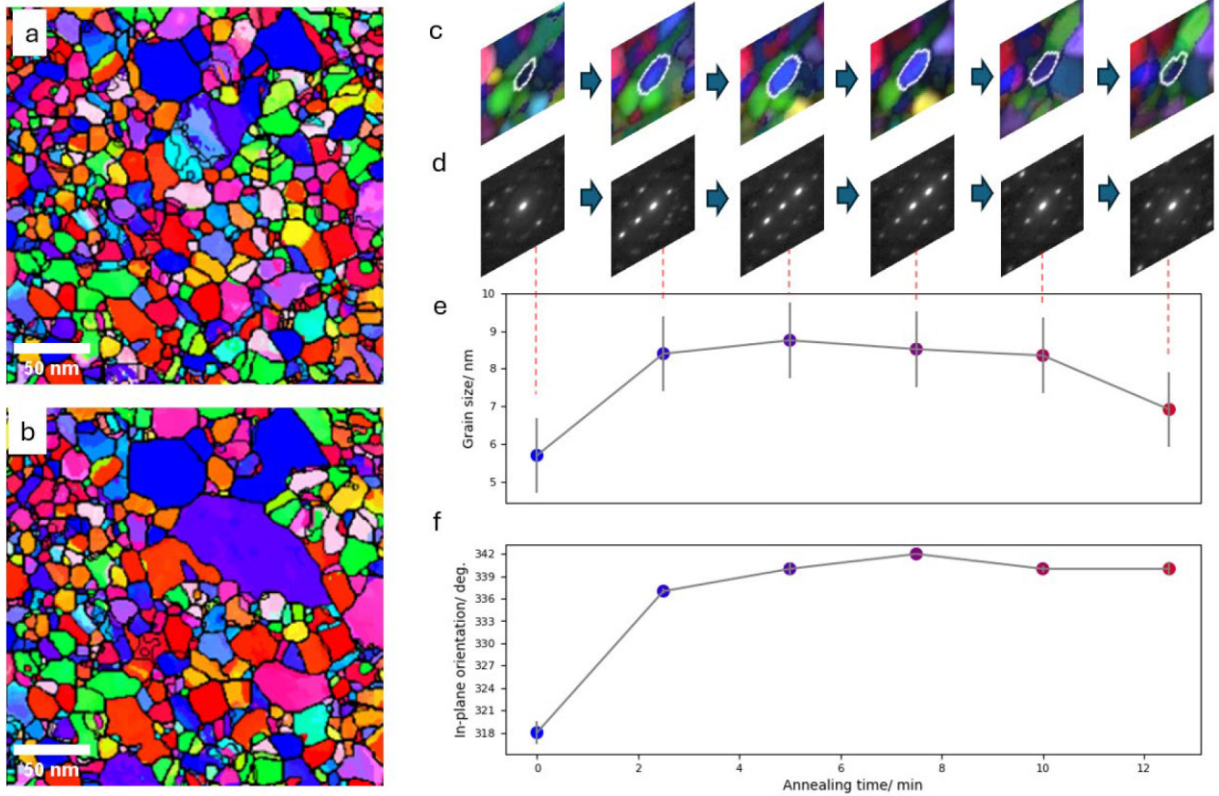 a
50 nm
b
50 nm
c
d
e
10
9
8
7
6
5
Grain size/ nm
f
342
339
336
333
330
327
324
321
318
In-plane orientation/ deg.
0
2
4
6
8
10
12
Annealing time/ min